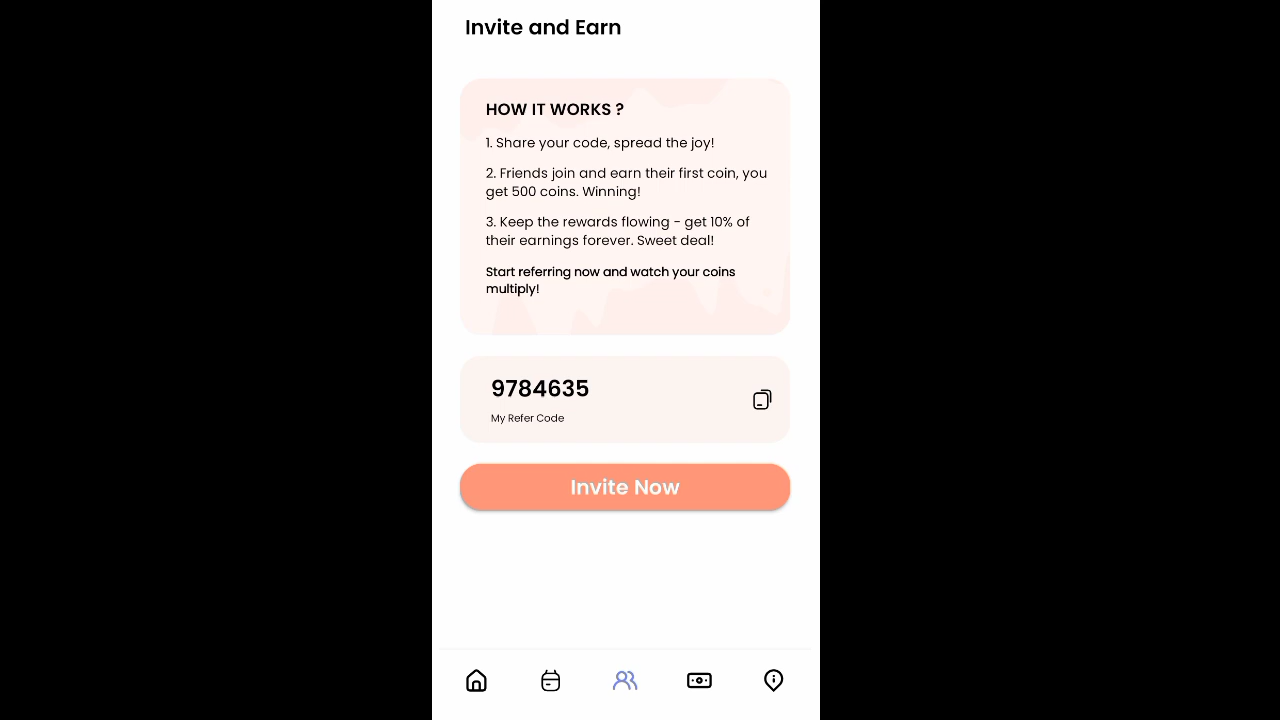 Invite and Earn
HOW IT WORKS ?
1. Share your code, spread the joy!
2. Friends join and earn their first coin, you
get 500 coins. Winning!
3. Keep the rewards flowing - get 10% of
their earnings forever. Sweet deal!
Start referring now and watch your coins
multiply!
9784635
My Refer Code
Invite Now